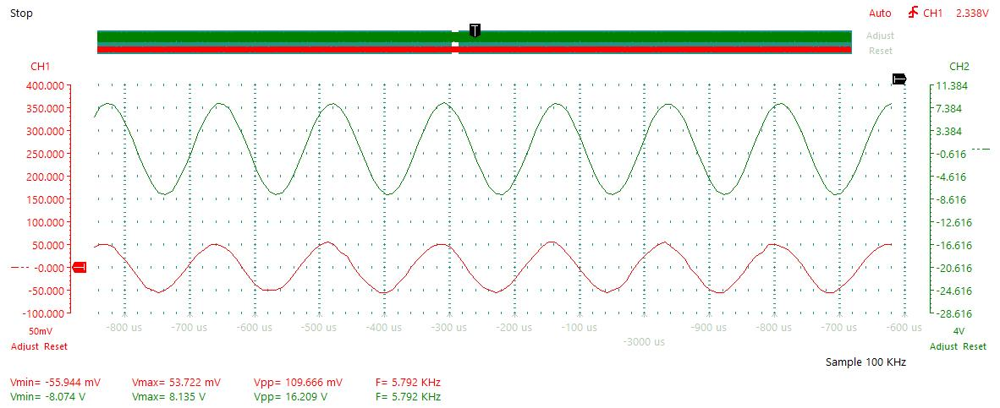 Stop
Auto CH1 2.338V
T
Adjust
Reset
CH1 CH2
400.000 11.384
350.000 7.384
300.000 3.384
250.000 -0.616
200.000 -4.616
150.000 -8.616
100.000 -12.616
50.000 -16.616
-0.000 -20.616
-50.000 -24.616
-100.000 -28.616
-800 us -700 us -600 us -500 us -400 us -300 us -200 us -100 us -900 us -800 us -700 us -600 us
-3000 us
50mV 4V
Adjust Reset Adjust Reset
Sample 100 KHz
Vmin= -55.944 mV Vmax= 53.722 mV Vpp= 109.666 mV F= 5.792 KHz
Vmin= -8.074 V Vmax= 8.135 V Vpp= 16.209 V F= 5.792 KHz